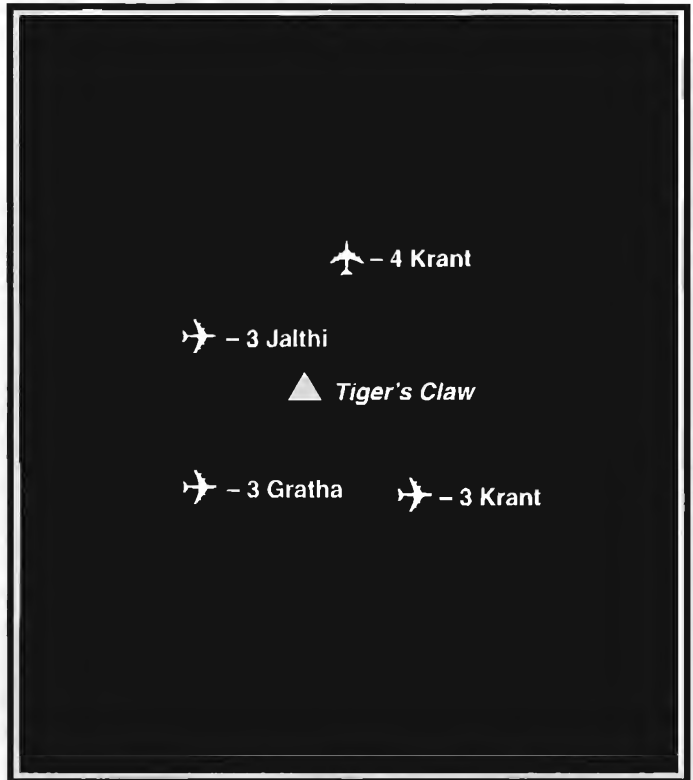 – 4 Krant
– 3 Jalthi
Tiger's Claw
– 3 Gratha
– 3 Krant